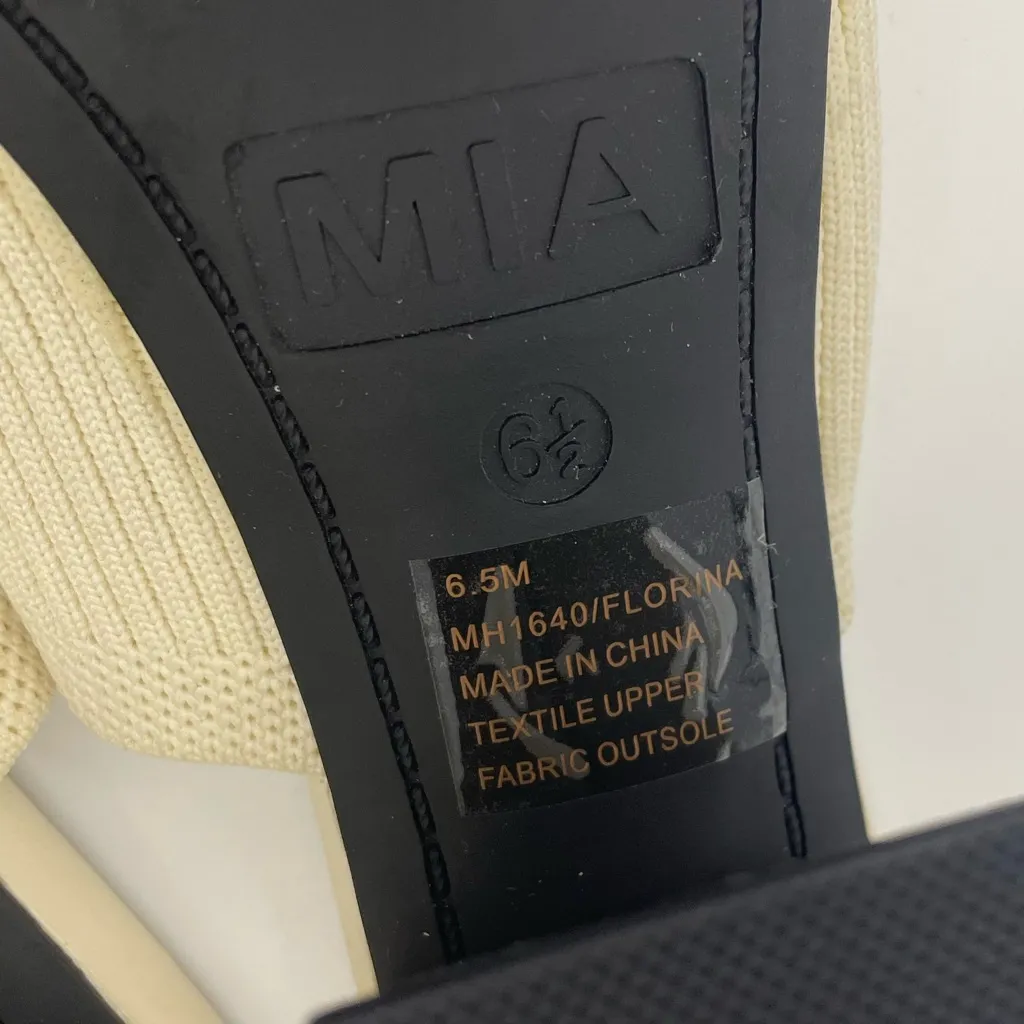 MIA
6½
6.5M
MH1640/FLORINA
MADE IN CHINA
TEXTILE UPPER
FABRIC OUTSOLE